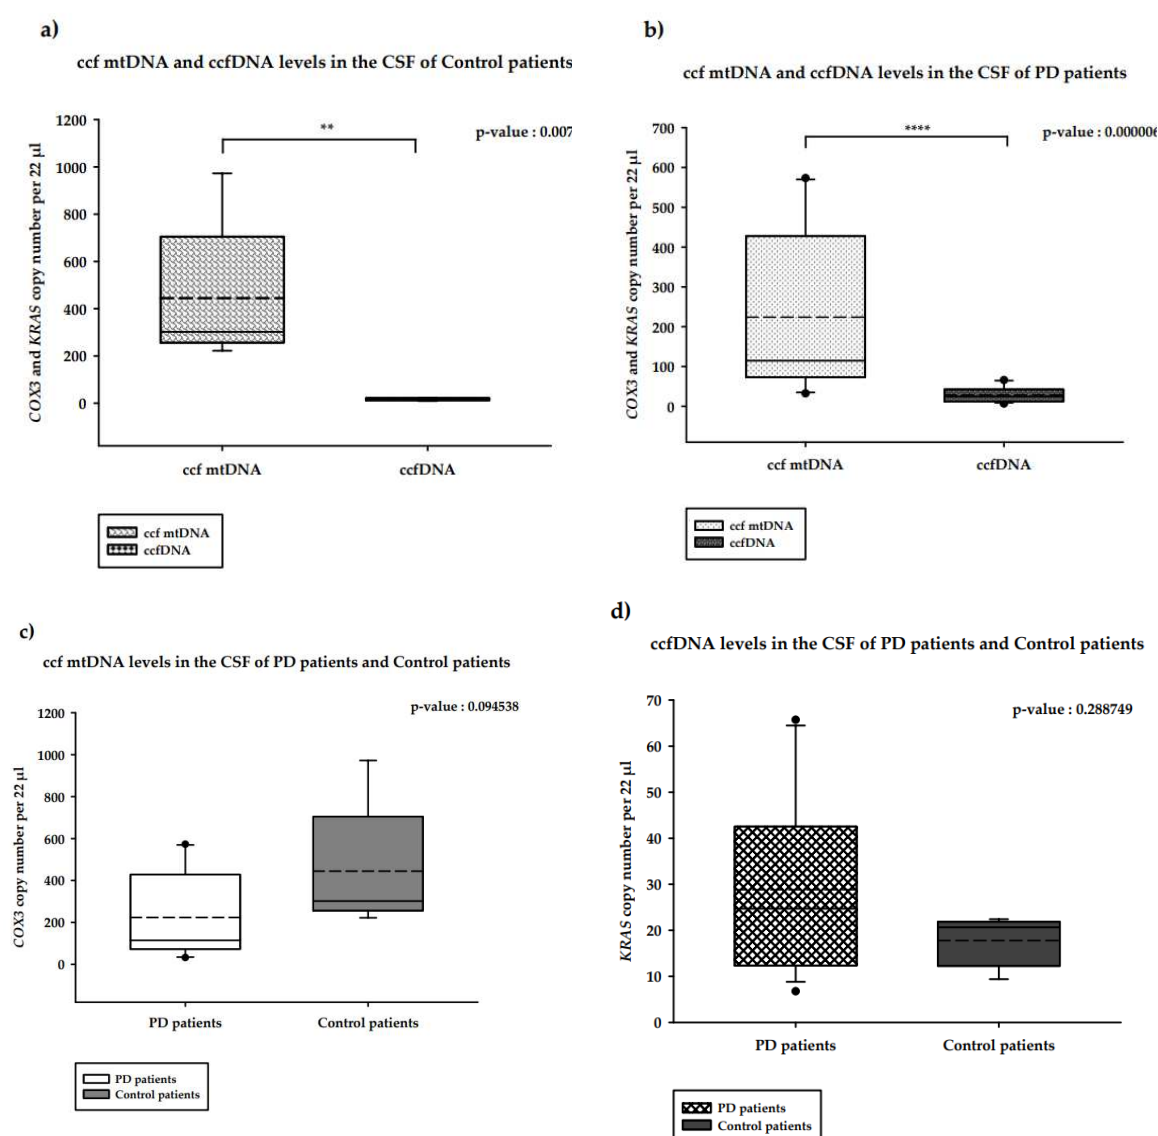 a)
ccf mtDNA and ccfDNA levels in the CSF of Control patients
p-value : 0.007
**
COX3 and KRAS copy number per 22 µl
1200
1000
800
600
400
200
0
ccf mtDNA
ccfDNA
ccf mtDNA
ccfDNA
b)
ccf mtDNA and ccfDNA levels in the CSF of PD patients
p-value : 0.000006
****
COX3 and KRAS copy number per 22 µl
700
600
500
400
300
200
100
0
ccf mtDNA
ccfDNA
ccf mtDNA
ccfDNA
c)
ccf mtDNA levels in the CSF of PD patients and Control patients
p-value : 0.094538
COX3 copy number per 22 µl
1200
1000
800
600
400
200
0
PD patients
Control patients
PD patients
Control patients
d)
ccfDNA levels in the CSF of PD patients and Control patients
p-value : 0.288749
KRAS copy number per 22 µl
70
60
50
40
30
20
10
0
PD patients
Control patients
PD patients
Control patients